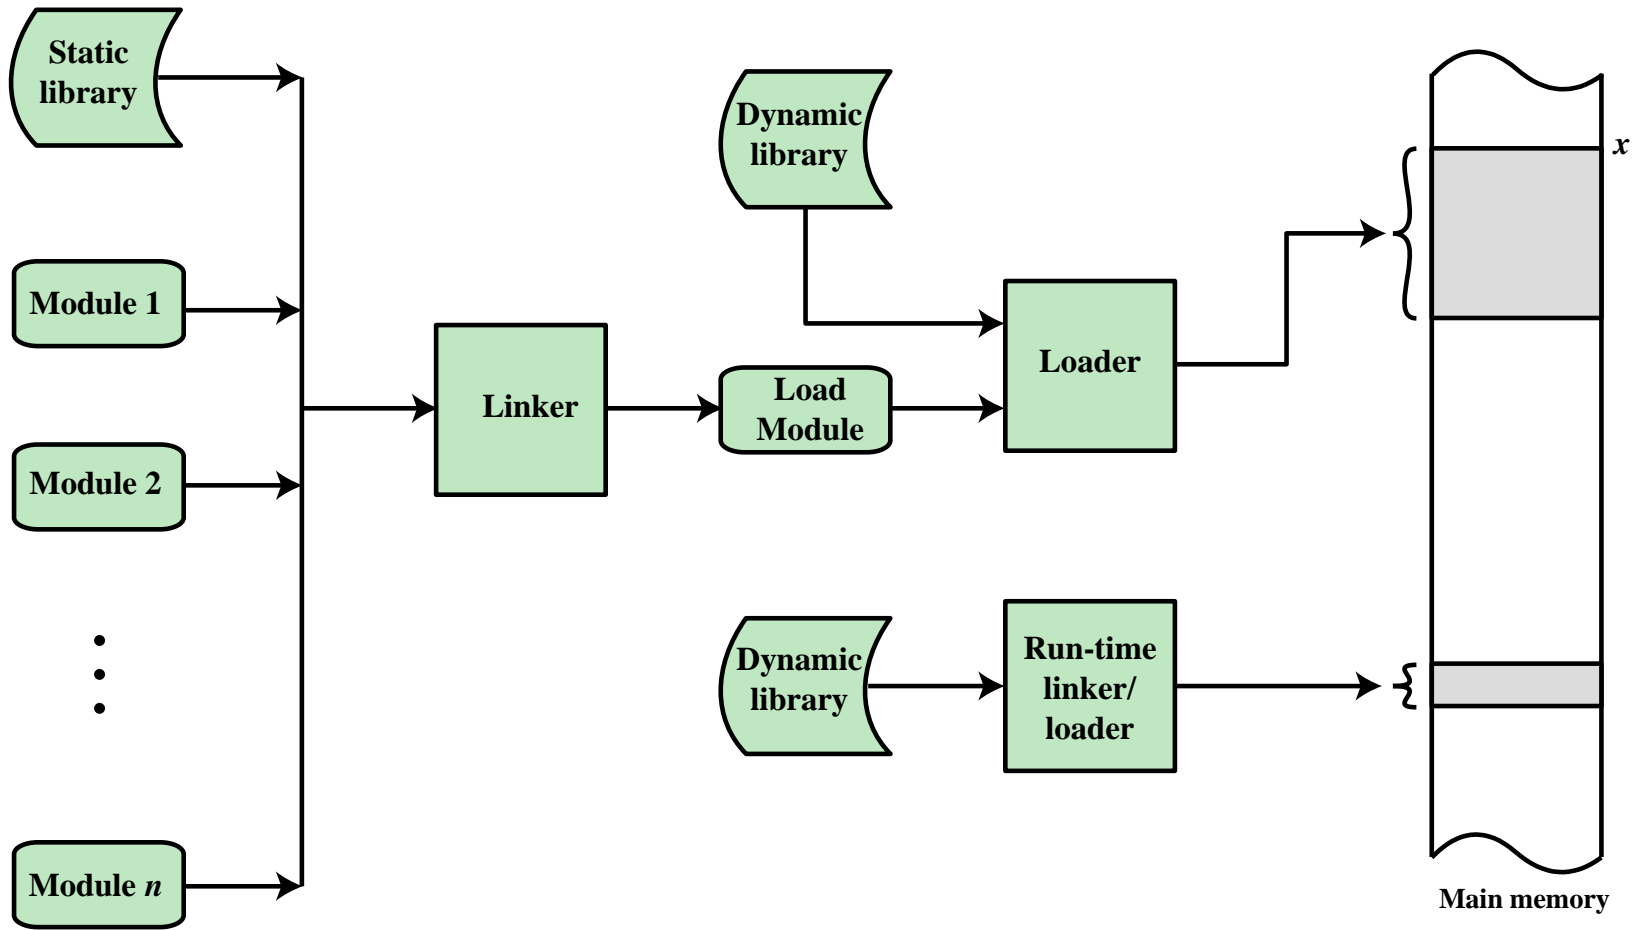 Static
library
Dynamic
library
x
Module 1
Loader
Load
Module
Linker
Module 2
Dynamic
library
Run-time
linker/
loader
Module n
Main memory